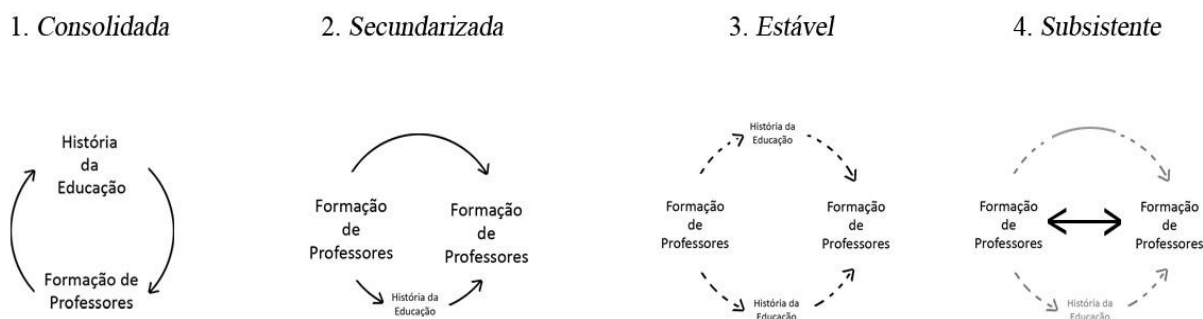 1. Consolidada
2. Secundarizada
3. Estável
4. Subsistente
História
da
Educação
Formação de
Professores
Formação
de
Professores
Formação
de
Professores
História da
Educação
História da
Educação
Formação
de
Professores
Formação
de
Professores
História da
Educação
Formação
de
Professores
Formação
de
Professores
História da
Educação